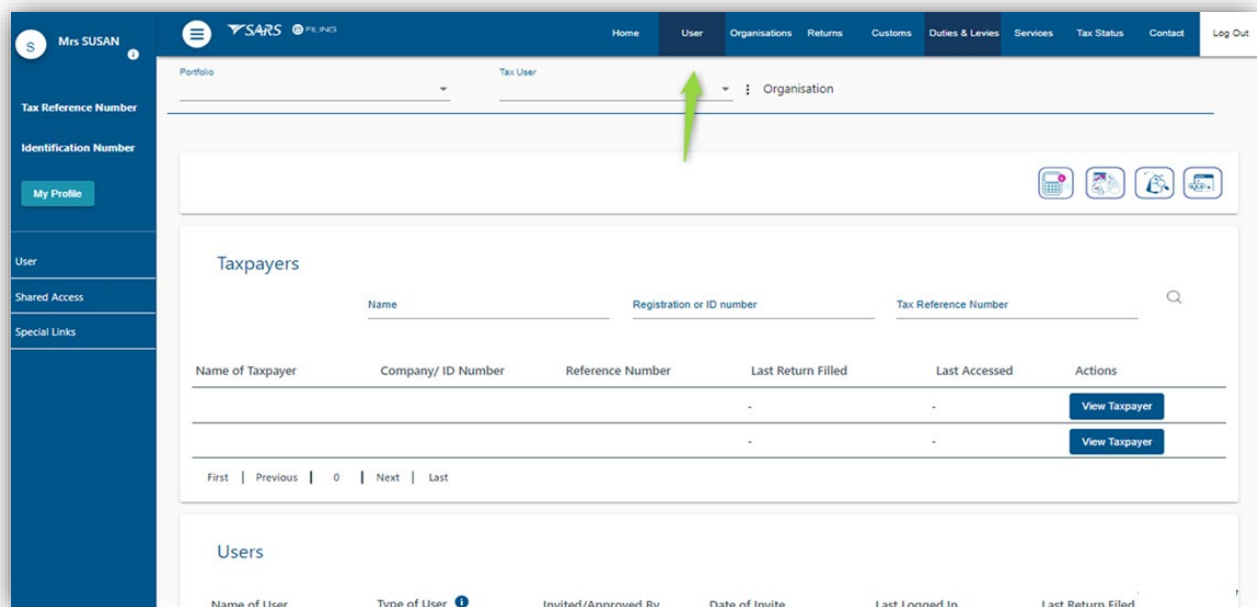 S Mrs SUSAN
SARS eFILING Home User Organisations Returns Customs Duties & Levies Services Tax Status Contact Log Out
Portfolio Tax User
Organisation
Tax Reference Number
Identification Number
My Profile
User
Shared Access
Special Links
Taxpayers
Name Registration or ID number Tax Reference Number
Name of Taxpayer Company/ ID Number Reference Number Last Return Filled Last Accessed Actions
- - View Taxpayer
- - View Taxpayer
First | Previous | 0 | Next | Last
Users
Name of User Type of User Invited/Approved By Date of Invite Last Logged In Last Return Filed